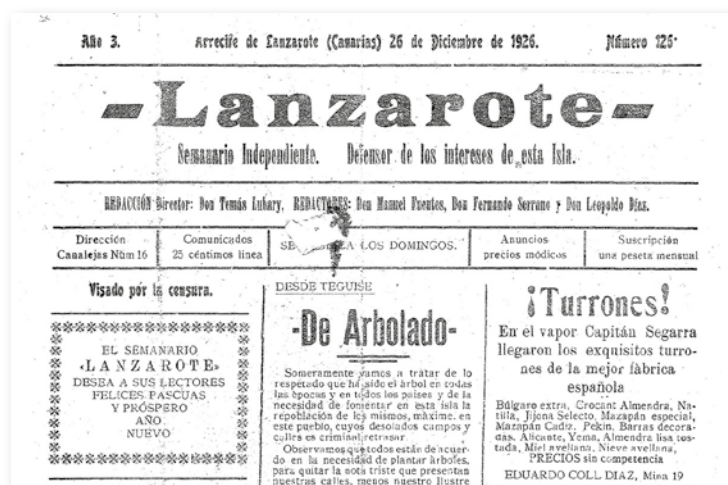 Año 3.
Arrecife de Lanzarote (Canarias) 26 de Diciembre de 1926.
Número 126
-Lanzarote-
Semanario Independiente. Defensor de los intereses de esta Isla.
REDACCIÓN Director: Don Tomás Lubary, REDACTORES: Don Manuel Fuentes, Don Fernando Serrano y Don Leopoldo Días.
Dirección
Canalejas Núm 16
Comunicados
25 céntimos linea
SE A LOS DOMINGOS.
Anuncios
precios módicos
Suscripción
una peseta mensual
Visado por la censura.
EL SEMANARIO
«LANZAROTE»
DESEA A SUS LECTORES
FELICES PASCUAS
Y PRÓSPERO
AÑO
NUEVO
DESDE TEGUISE
-De Arbolado-
Someramente vamos a tratar de lo
respetado que ha sido el árbol en todas
las épocas y en todos los paises y de la
necesidad de fomentar en esta isla la
repoblación de los mismos, máxime, en
este pueblo, cuyos desolados campos y
calles es criminal retrasar.
Observamos que todos están de acuer-
do en la necesidad de plantar árboles,
para quitar la nota triste que presentan
nuestras calles, menos nuestro Ilustre
¡Turrones!
En el vapor Capitán Segarra
llegaron los exquisitos turro-
nes de la mejor fàbrica
española
Búlgaro extra, Crocant Almendra, Na-
tilla, Jijona Selecto, Mazapán especial,
Mazapán Cadiz, Pekin, Barras decora-
das, Alicante, Yema, Almendra lisa tos-
tada, Miel avellana, Nieve avellana,
PRECIOS sin competencia
EDUARDO COLL DIAZ, Mina 19